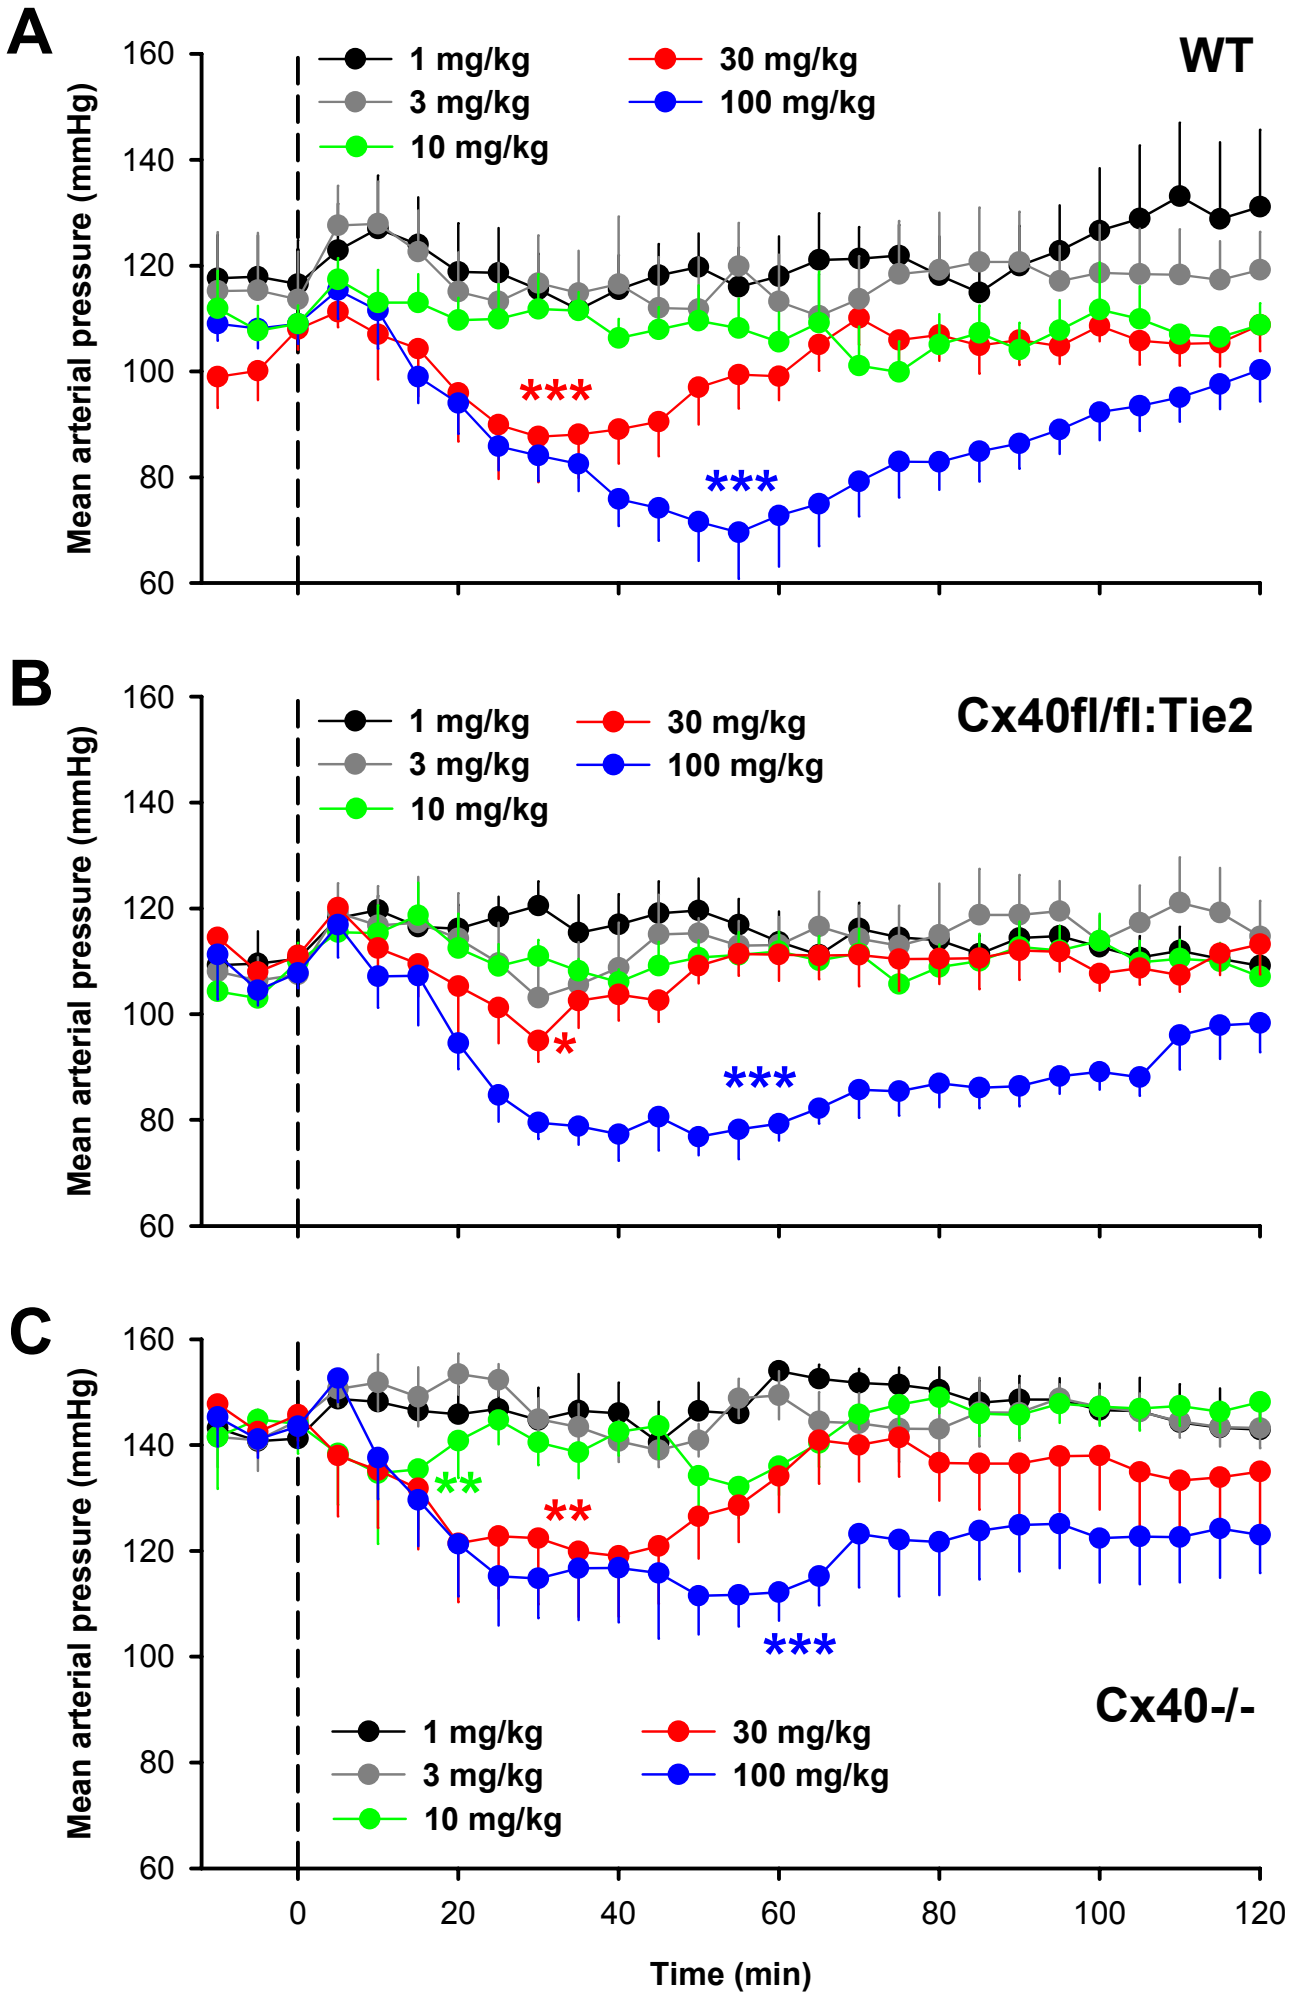 A
WT
Mean arterial pressure (mmHg)
160
140
120
100
80
60
1 mg/kg
3 mg/kg
10 mg/kg
30 mg/kg
100 mg/kg
***
***
B
Cx40fl/fl:Tie2
Mean arterial pressure (mmHg)
160
140
120
100
80
60
1 mg/kg
3 mg/kg
10 mg/kg
30 mg/kg
100 mg/kg
*
***
C
Mean arterial pressure (mmHg)
160
140
120
100
80
60
**
**
***
Cx40-/-
1 mg/kg
3 mg/kg
10 mg/kg
30 mg/kg
100 mg/kg
0 20 40 60 80 100 120
Time (min)